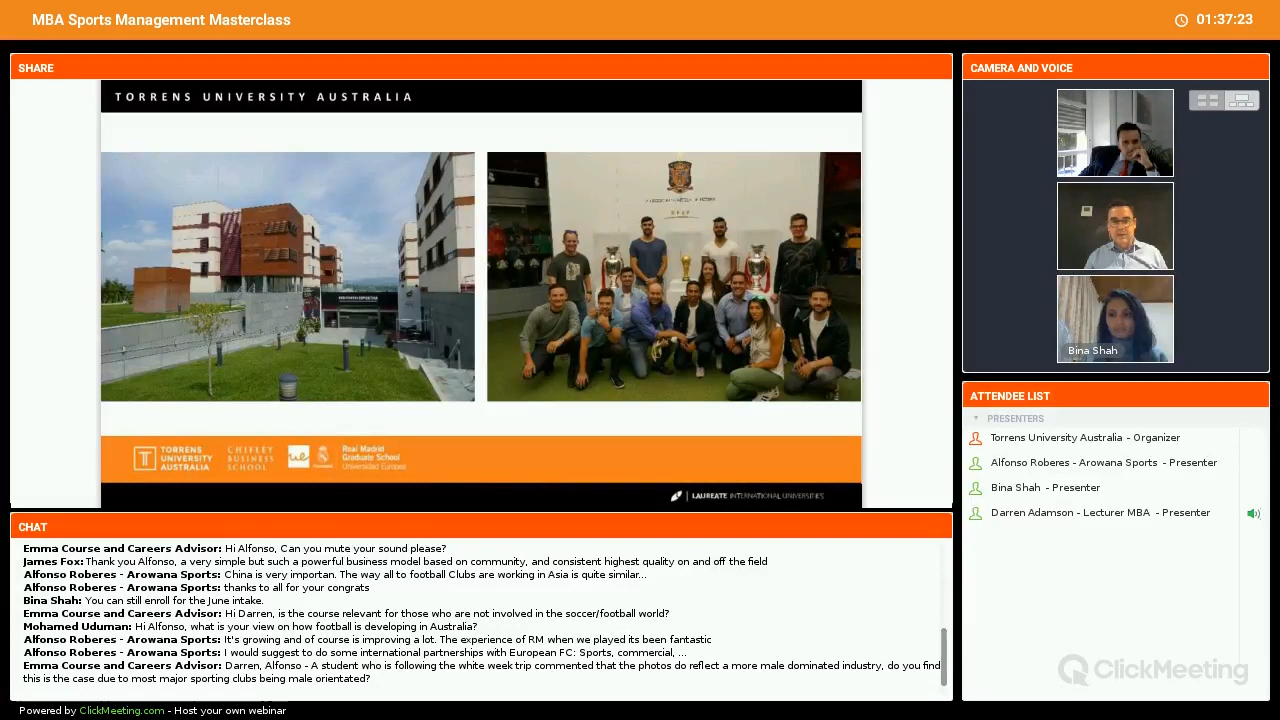 MBA Sports Management Masterclass
01:37:23
SHARE
TORRENS UNIVERSITY AUSTRALIA
TORRENS
UNIVERSITY
AUSTRALIA
CHIFLEY
BUSINESS
SCHOOL
ue
Real Madrid
Graduate School
Universidad Europea
LAUREATE INTERNATIONAL UNIVERSITIES
CAMERA AND VOICE
Bina Shah
ATTENDEE LIST
PRESENTERS
Torrens University Australia - Organizer
Alfonso Roberes - Arowana Sports - Presenter
Bina Shah - Presenter
Darren Adamson - Lecturer MBA - Presenter
ClickMeeting
CHAT
Emma Course and Careers Advisor: Hi Alfonso, Can you mute your sound please?
James Fox: Thank you Alfonso, a very simple but such a powerful business model based on community, and consistent highest quality on and off the field
Alfonso Roberes - Arowana Sports: China is very importan. The way all to football Clubs are working in Asia is quite similar...
Alfonso Roberes - Arowana Sports: thanks to all for your congrats
Bina Shah: You can still enroll for the June intake.
Emma Course and Careers Advisor: Hi Darren, is the course relevant for those who are not involved in the soccer/football world?
Mohamed Uduman: Hi Alfonso, what is your view on how football is developing in Australia?
Alfonso Roberes - Arowana Sports: It's growing and of course is improving a lot. The experience of RM when we played its been fantastic
Alfonso Roberes - Arowana Sports: I would suggest to do some international partnerships with European FC: Sports, commercial, ...
Emma Course and Careers Advisor: Darren, Alfonso - A student who is following the white week trip commented that the photos do reflect a more male dominated industry, do you find
this is the case due to most major sporting clubs being male orientated?
Powered by ClickMeeting.com - Host your own webinar